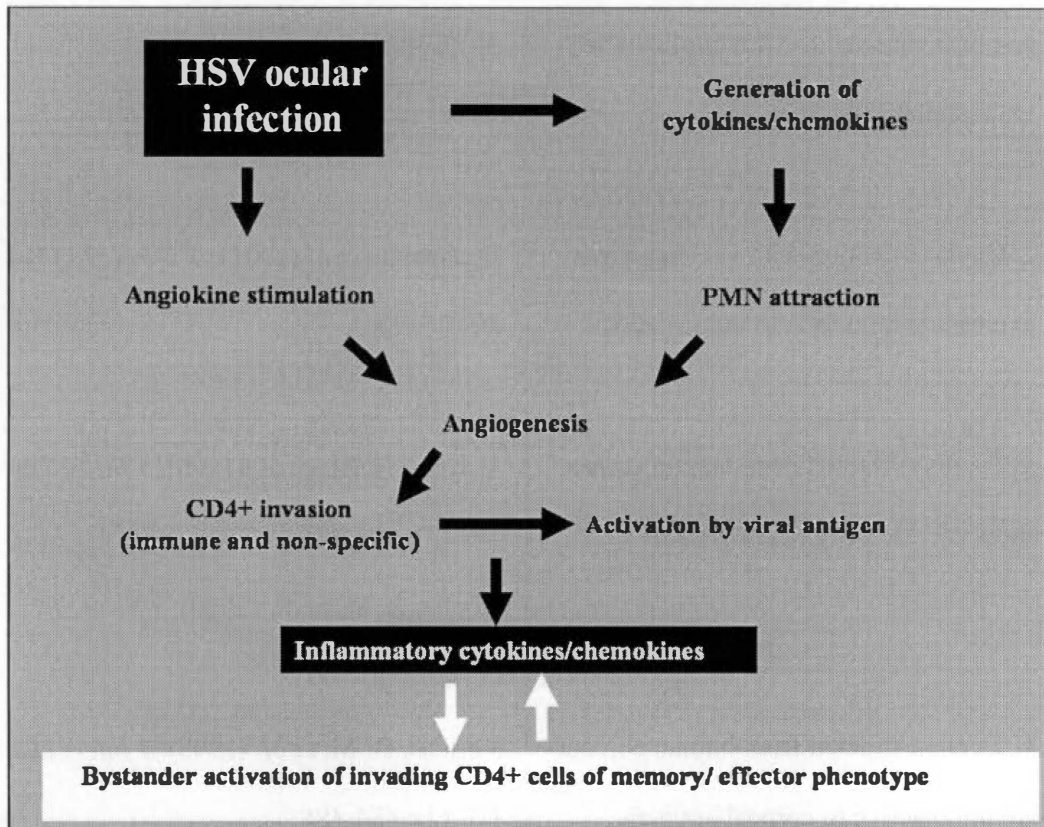 HSV ocular
infection
Generation of
cytokines/chemokines
Angiokine stimulation
PMN attraction
Angiogenesis
CD4+ invasion
(immune and non-specific)
Activation by viral antigen
Inflammatory cytokines/chemokines
Bystander activation of invading CD4+ cells of memory/ effector phenotype